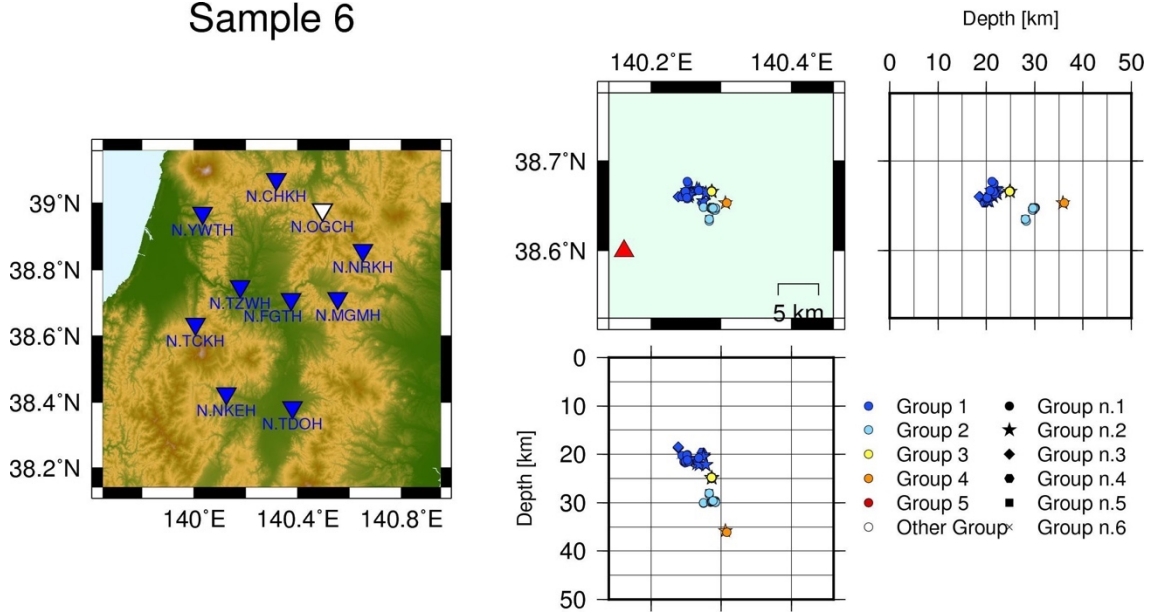 Sample 6
Depth [km]
140.2˚E 140.4˚E
0 10 20 30 40 50
38.7˚N
38.6˚N
5 km
39˚N
38.8˚N
38.6˚N
38.4˚N
38.2˚N
140˚E 140.4˚E 140.8˚E
N.CHKH
N.OGCH
N.YWTH
N.NRKH
N.TZWH
N.FGTH
N.MGMH
N.TCKH
N.NKEH
N.TDOH
Depth [km]
0
10
20
30
40
50
Group 1 Group n.1
Group 2 Group n.2
Group 3 Group n.3
Group 4 Group n.4
Group 5 Group n.5
Other Group Group n.6